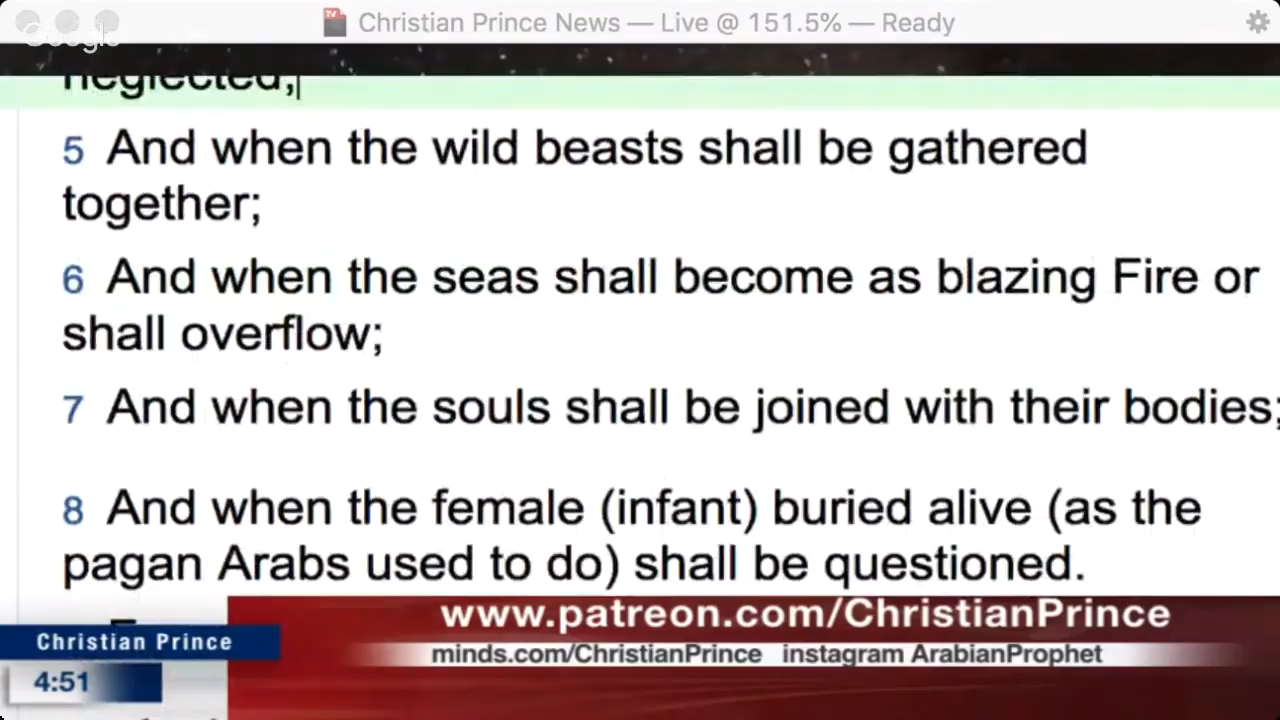 Christian Prince News — Live @ 151.5% — Ready
Google
neglected;
5 And when the wild beasts shall be gathered
together;
6 And when the seas shall become as blazing Fire or
shall overflow;
7 And when the souls shall be joined with their bodies;
8 And when the female (infant) buried alive (as the
pagan Arabs used to do) shall be questioned.
www.patreon.com/ChristianPrince
Christian Prince
minds.com/ChristianPrince instagram ArabianProphet
4:51